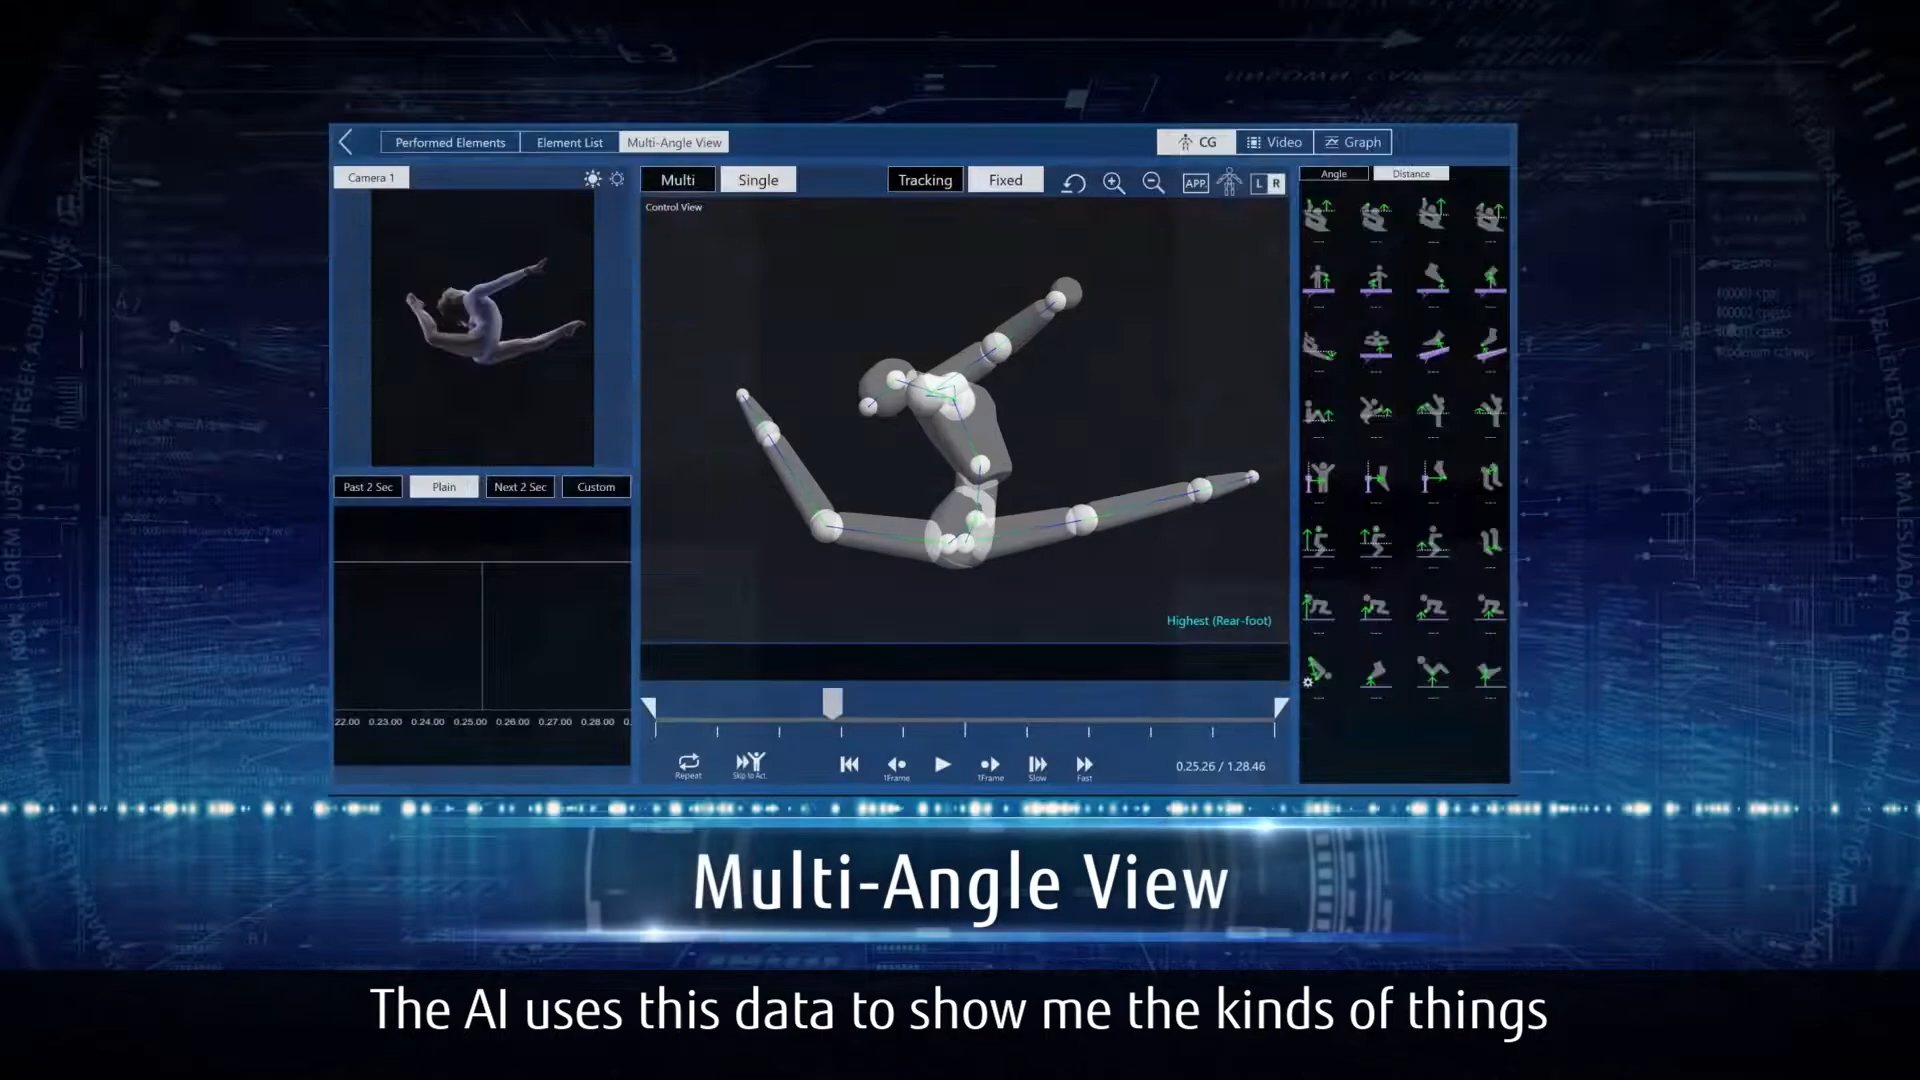 Performed Elements
Element List
Multi-Angle View
CG
Video
Graph
Camera 1
Multi
Single
Tracking
Fixed
APP.
L R
Angle
Distance
Control View
Past 2 Sec
Plain
Next 2 Sec
Custom
Highest (Rear-foot)
22.00 0.23.00 0.24.00 0.25.00 0.26.00 0.27.00 0.28.00 0.
Repeat
Skip to Act.
1Frame
1Frame
Slow
Fast
0.25.26 / 1.28.46
Multi-Angle View
The AI uses this data to show me the kinds of things